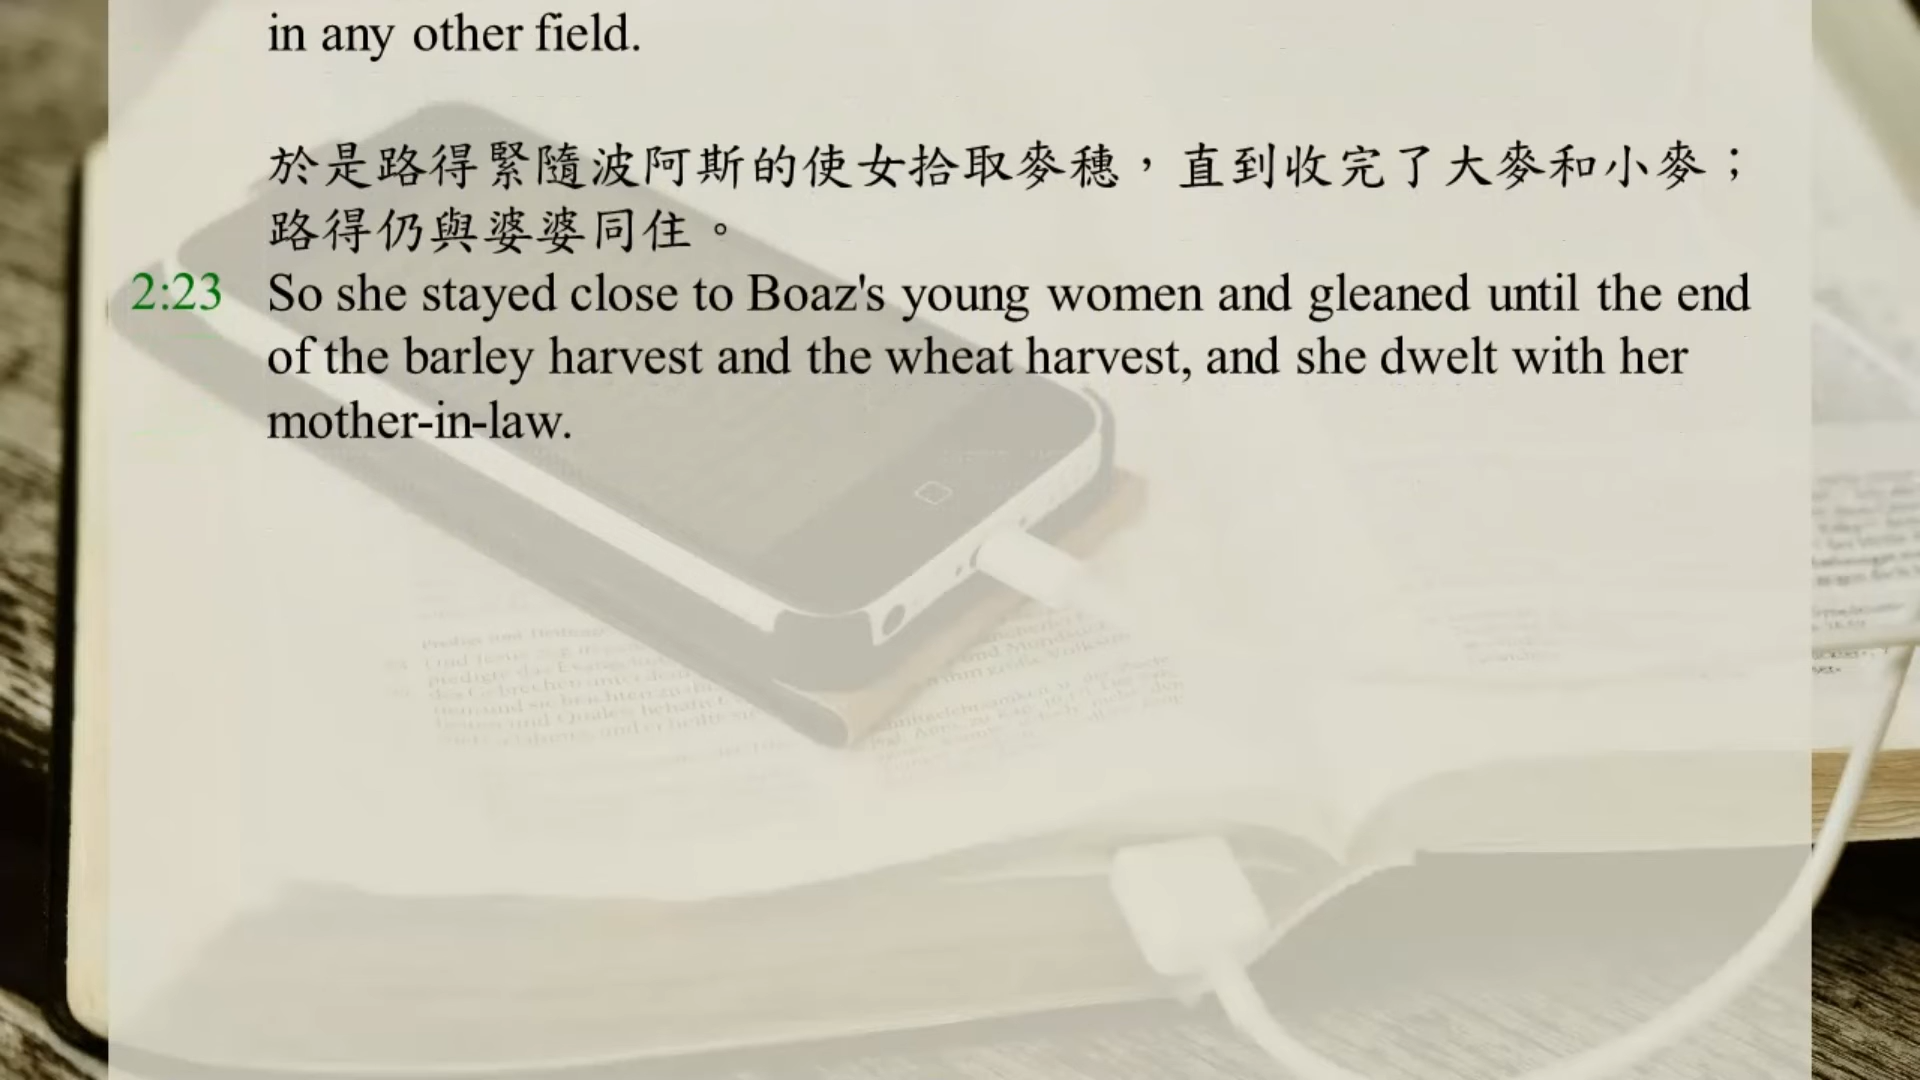 in any other field.
於是路得緊隨波阿斯的使女拾取麥穗，直到收完了大麥和小麥；
路得仍與婆婆同住。
2:23 So she stayed close to Boaz's young women and gleaned until the end
of the barley harvest and the wheat harvest, and she dwelt with her
mother-in-law.